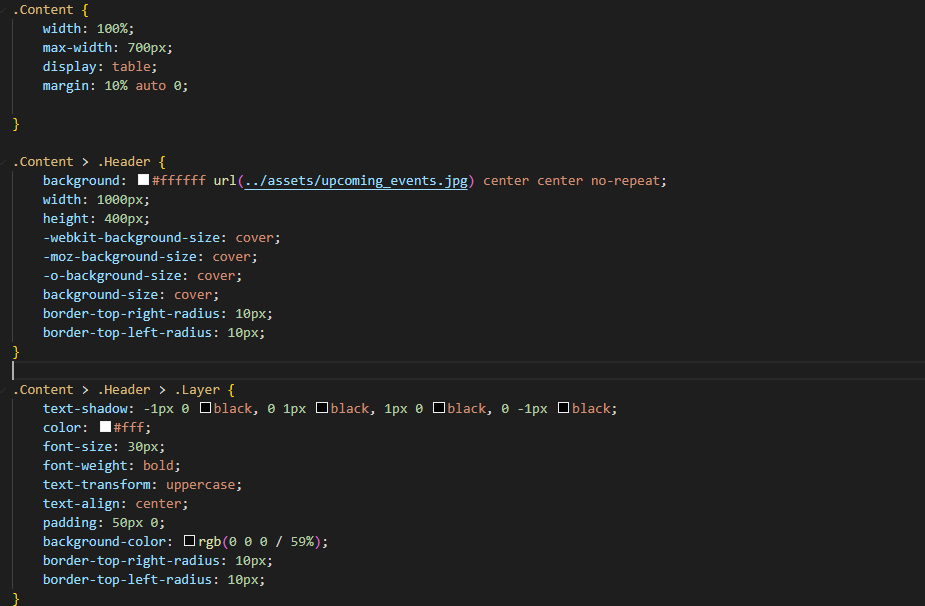 .Content {
    width: 100%;
    max-width: 700px;
    display: table;
    margin: 10% auto 0;

}

.Content > .Header {
    background: #ffffff url(../assets/upcoming_events.jpg) center center no-repeat;
    width: 1000px;
    height: 400px;
    -webkit-background-size: cover;
    -moz-background-size: cover;
    -o-background-size: cover;
    background-size: cover;
    border-top-right-radius: 10px;
    border-top-left-radius: 10px;
}

.Content > .Header > .Layer {
    text-shadow: -1px 0 black, 0 1px black, 1px 0 black, 0 -1px black;
    color: #fff;
    font-size: 30px;
    font-weight: bold;
    text-transform: uppercase;
    text-align: center;
    padding: 50px 0;
    background-color: rgb(0 0 0 / 59%);
    border-top-right-radius: 10px;
    border-top-left-radius: 10px;
}